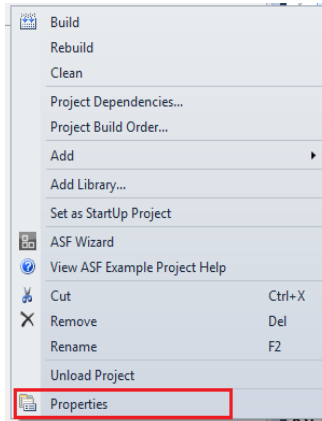 Build
Rebuild
Clean
Project Dependencies...
Project Build Order...
Add
Add Library...
Set as StartUp Project
ASF Wizard
View ASF Example Project Help
Cut Ctrl+X
Remove Del
Rename F2
Unload Project
Properties